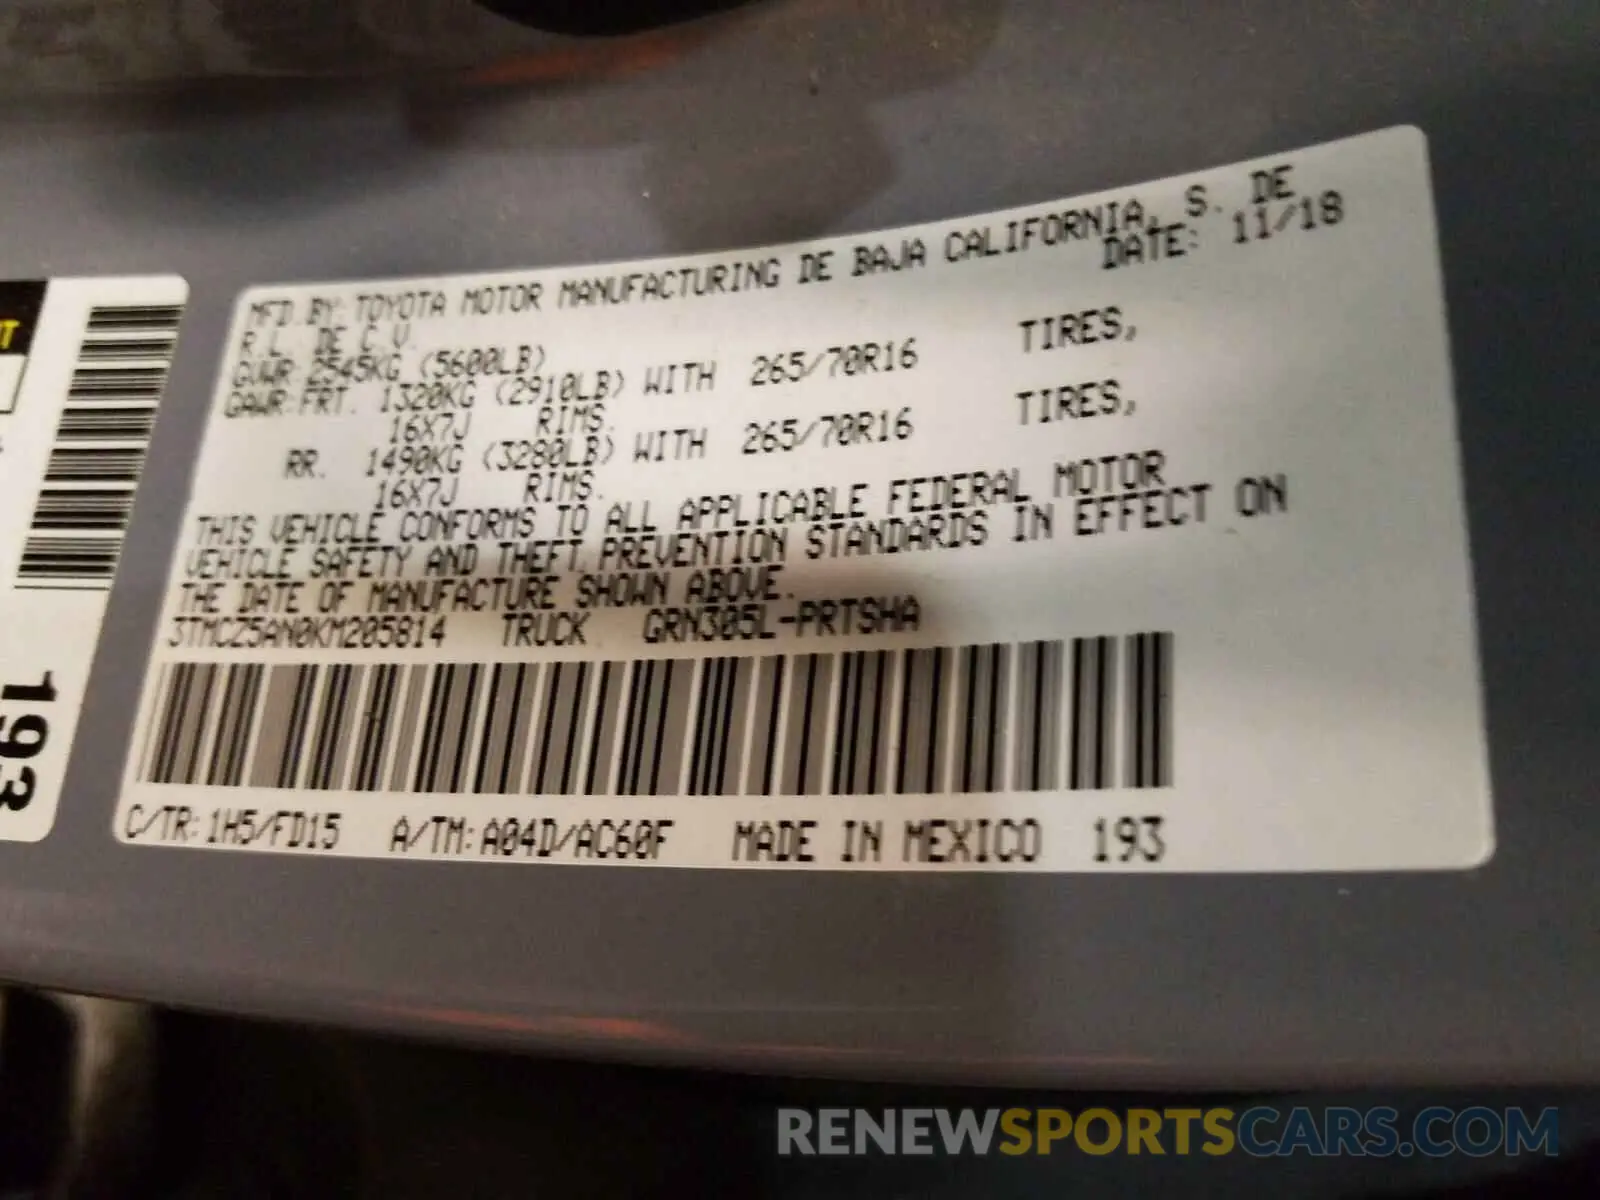 MFD. BY: TOYOTA MOTOR MANUFACTURING DE BAJA CALIFORNIA, S. DE
R.L. DE C.V. DATE: 11/18
GVWR: 2545KG (5600LB)
GAWR: FRT. 1320KG (2910LB) WITH 265/70R16 TIRES,
16X7J RIMS.
RR. 1490KG (3280LB) WITH 265/70R16 TIRES,
16X7J RIMS.
THIS VEHICLE CONFORMS TO ALL APPLICABLE FEDERAL MOTOR
VEHICLE SAFETY AND THEFT PREVENTION STANDARDS IN EFFECT ON
THE DATE OF MANUFACTURE SHOWN ABOVE.
3TMCZ5AN0KM205814 TRUCK GRN305L-PRTSHA
C/TR: 1H5/FD15 A/TM: A04D/AC60F MADE IN MEXICO 193
193
RENEWSPORTSCARS.COM